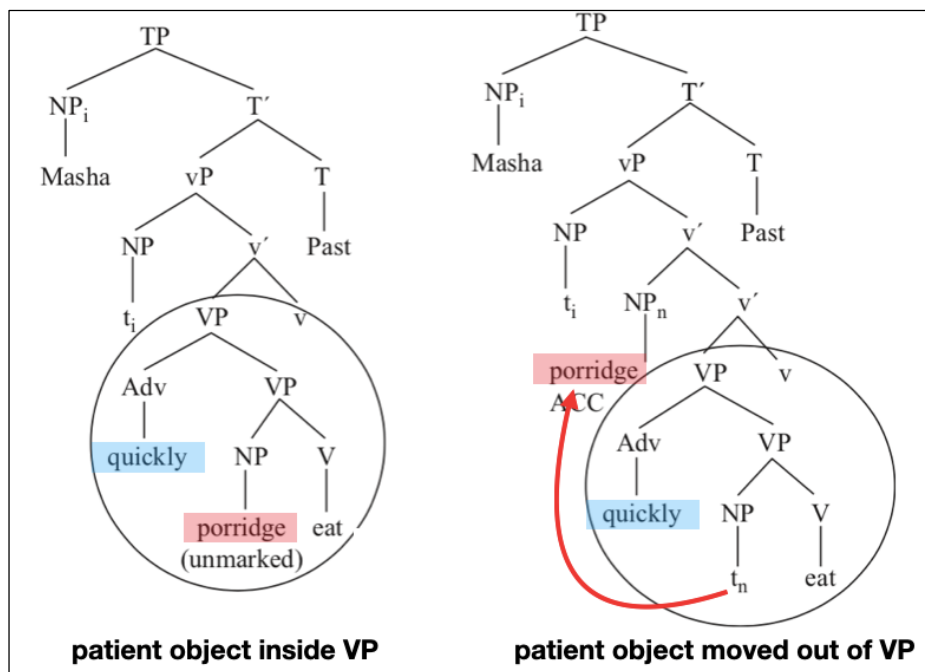 TP
NPi T´
Masha vP T
NP v´ Past
ti VP v
Adv VP
quickly NP V
porridge eat
(unmarked)
patient object inside VP
TP
NPi T´
Masha vP T
NP v´ Past
ti NPn v´
porridge VP v
ACC
Adv VP
quickly NP V
tn eat
patient object moved out of VP